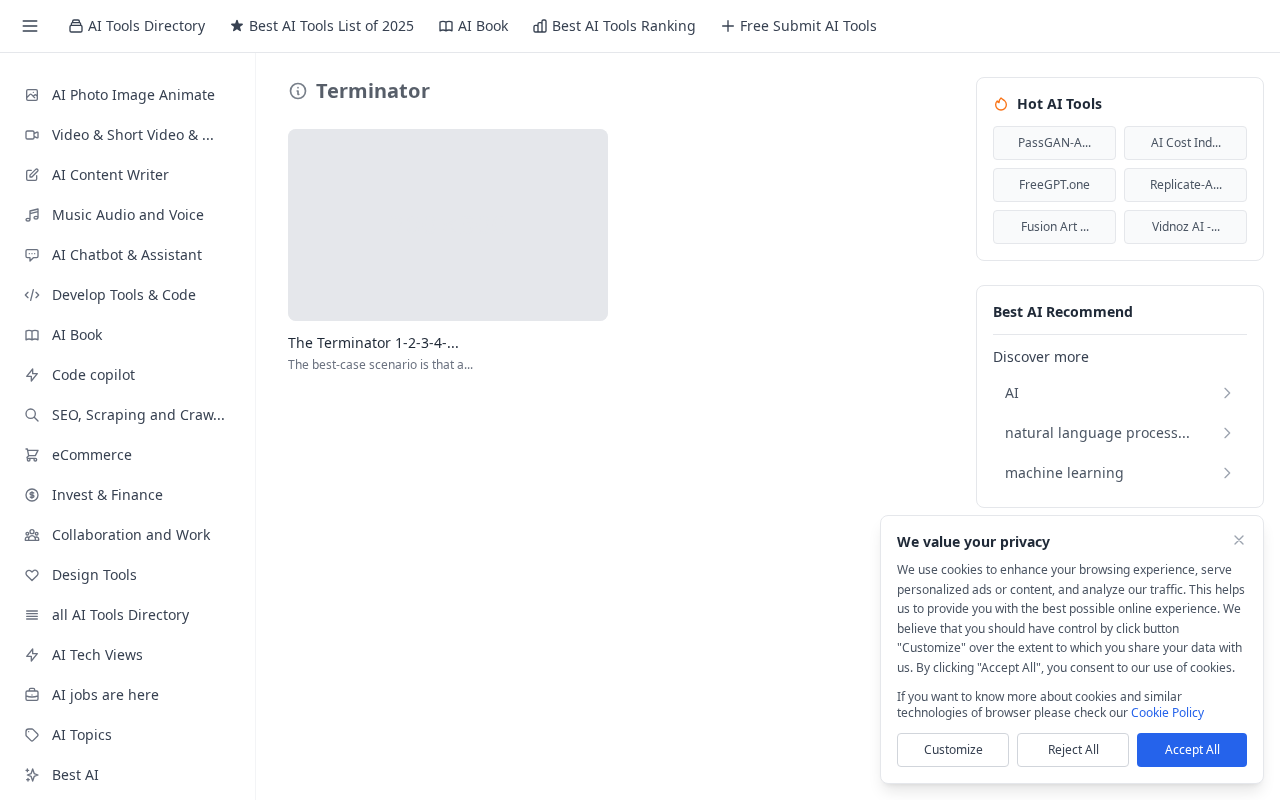 AI Tools Directory
Best AI Tools List of 2025
AI Book
Best AI Tools Ranking
Free Submit AI Tools
AI Photo Image Animate
Video & Short Video & ...
AI Content Writer
Music Audio and Voice
AI Chatbot & Assistant
Develop Tools & Code
AI Book
Code copilot
SEO, Scraping and Craw...
eCommerce
Invest & Finance
Collaboration and Work
Design Tools
all AI Tools Directory
AI Tech Views
AI jobs are here
AI Topics
Best AI
Terminator
The Terminator 1-2-3-4-...
The best-case scenario is that a...
Hot AI Tools
PassGAN-A...
AI Cost Ind...
FreeGPT.one
Replicate-A...
Fusion Art ...
Vidnoz AI -...
Best AI Recommend
Discover more
AI
natural language process...
machine learning
We value your privacy
We use cookies to enhance your browsing experience, serve
personalized ads or content, and analyze our traffic. This helps
us to provide you with the best possible online experience. We
believe that you should have control by click button
"Customize" over the extent to which you share your data with
us. By clicking "Accept All", you consent to our use of cookies.
If you want to know more about cookies and similar
technologies of browser please check our Cookie Policy
Customize
Reject All
Accept All